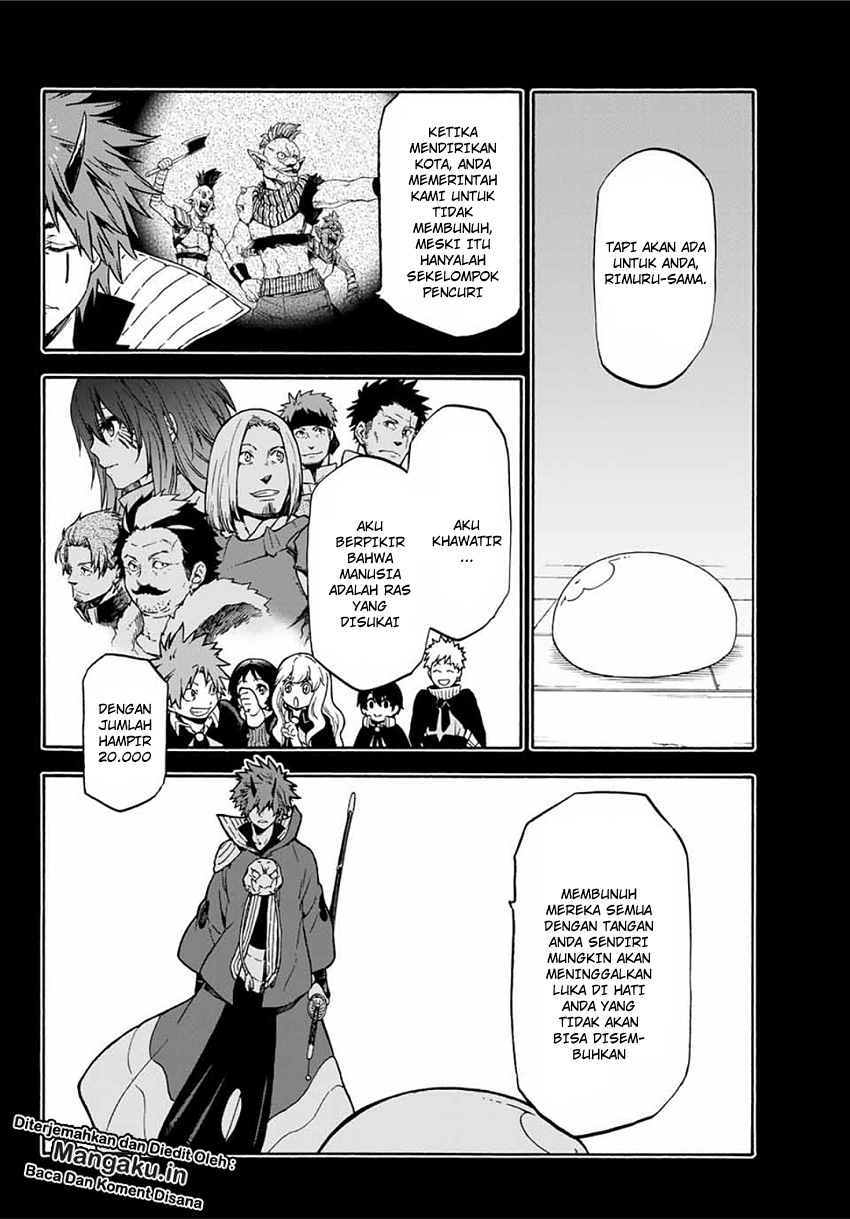 TAPI AKAN ADA
UNTUK ANDA,
RIMURU-SAMA.
KETIKA
MENDIRIKAN
KOTA, ANDA
MEMERINTAH
KAMI UNTUK
TIDAK
MEMBUNUH,
MESKI ITU
HANYALAH
SEKELOMPOK
PENCURI
AKU
KHAWATIR
...
AKU
BERPIKIR
BAHWA
MANUSIA
ADALAH RAS
YANG
DISUKAI
DENGAN
JUMLAH
HAMPIR
20.000
MEMBUNUH
MEREKA SEMUA
DENGAN TANGAN
ANDA SENDIRI
MUNGKIN AKAN
MENINGGALKAN
LUKA DI HATI
ANDA YANG
TIDAK AKAN
BISA DISEM-
BUHKAN
Diterjemahkan dan Diedit Oleh :
Mangaku.in
Baca Dan Koment Disana